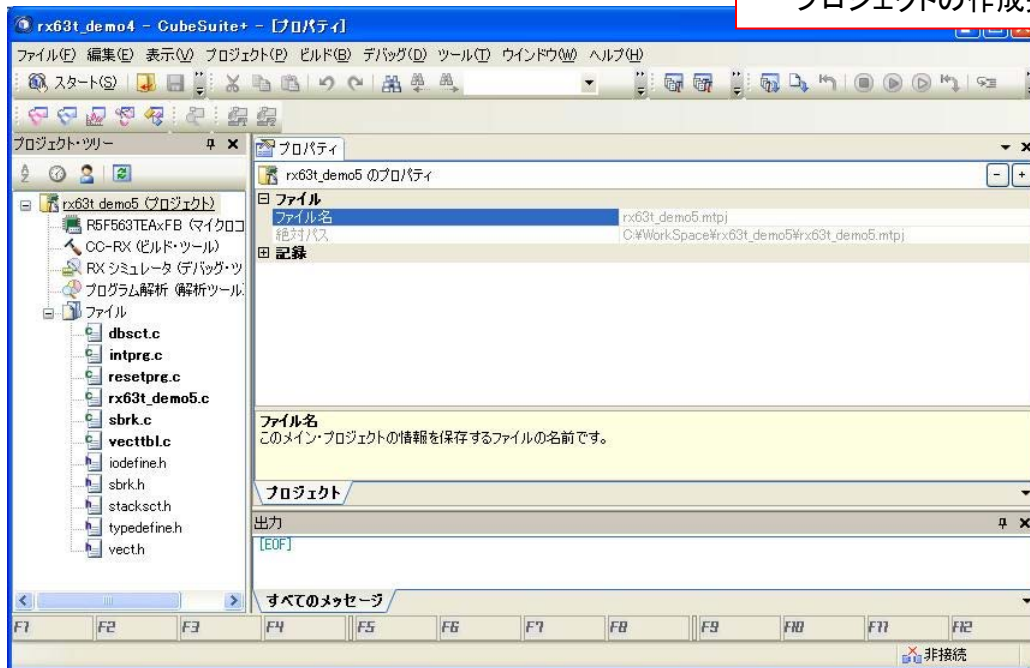 プロジェクトの作成
rx63t_demo4 - CubeSuite+ - [プロパティ]
ファイル(F) 編集(E) 表示(V) プロジェクト(P) ビルド(B) デバッグ(D) ツール(T) ウインドウ(W) ヘルプ(H)
スタート(S)
プロジェクト・ツリー
プロパティ
rx63t_demo5 のプロパティ
rx63t_demo5 (プロジェクト)
R5F563TEAxFB (マイクロコ
CC-RX (ビルド・ツール)
RX シミュレータ (デバッグ・ツ
プログラム解析 (解析ツール)
ファイル
dbsct.c
intprg.c
resetprg.c
rx63t_demo5.c
sbrk.c
vecttbl.c
iodefine.h
sbrk.h
stacksct.h
typedefine.h
vect.h
ファイル
ファイル名 rx63t_demo5.mtpj
絶対パス C:¥WorkSpace¥rx63t_demo5¥rx63t_demo5.mtpj
記録
ファイル名
このメイン・プロジェクトの情報を保存するファイルの名前です。
プロジェクト
出力
[EOF]
すべてのメッセージ
F1 F2 F3 F4 F5 F6 F7 F8 F9 F10 F11 F12
非接続